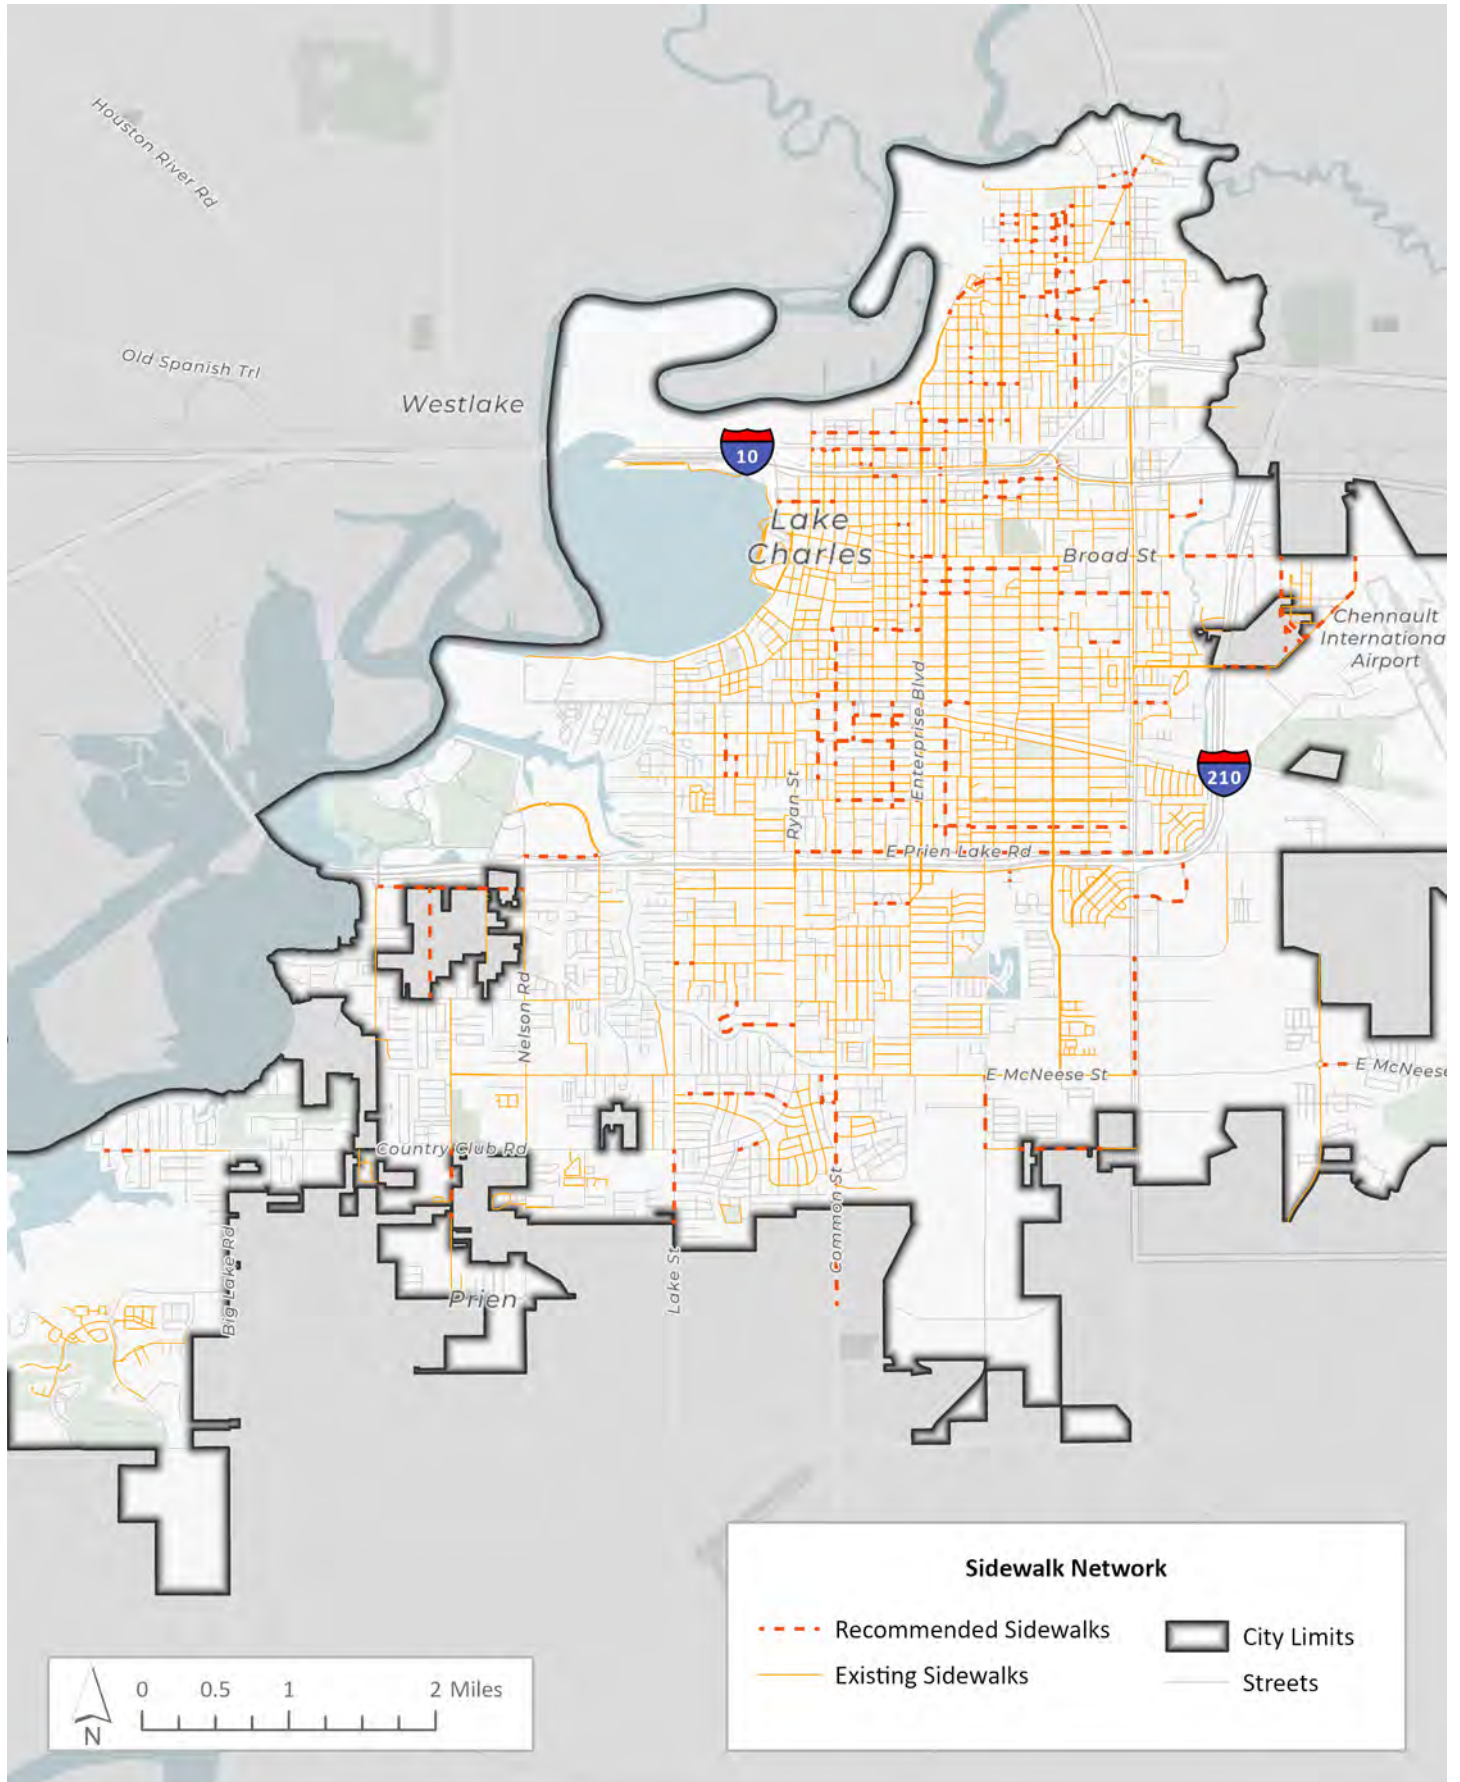 Houston River Rd
Old Spanish Trl
Westlake
10
Lake
Charles
Broad St
Chennault
Internationa
Airport
Enterprise Blvd
210
Ryan St
E Prien Lake Rd
Nelson Rd
E McNeese St
E McNeese
Country Club Rd
Common St
Big Lake Rd
Lake St
Prien
Sidewalk Network
Recommended Sidewalks
Existing Sidewalks
City Limits
Streets
0 0.5 1 2 Miles
N